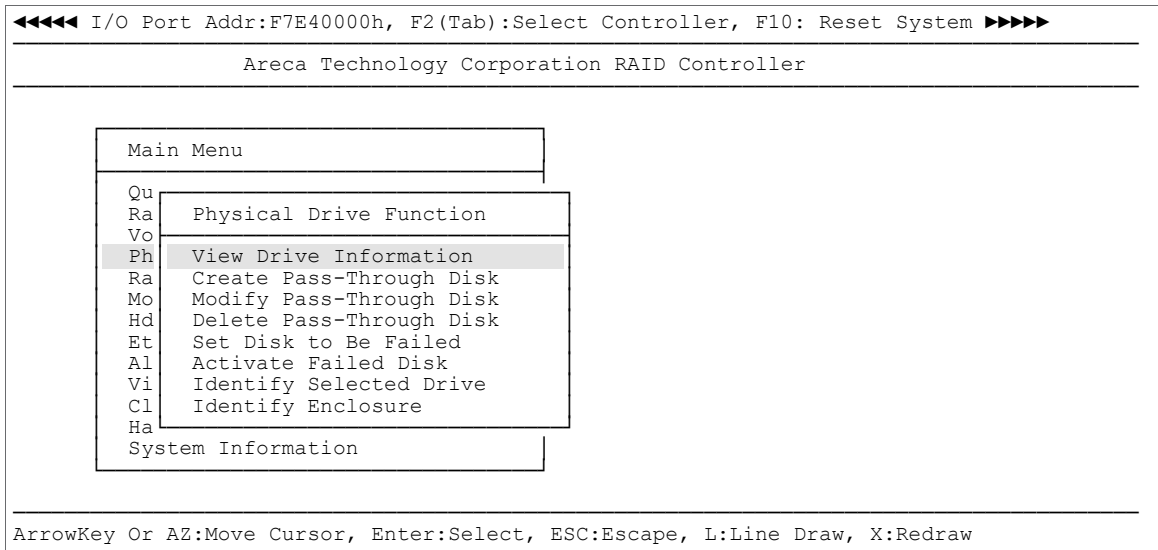 ◄◄◄◄◄ I/O Port Addr:F7E40000h, F2(Tab):Select Controller, F10: Reset System ►►►►►
Areca Technology Corporation RAID Controller
Main Menu
Qu
Ra Physical Drive Function
Vo
Ph View Drive Information
Ra Create Pass-Through Disk
Mo Modify Pass-Through Disk
Hd Delete Pass-Through Disk
Et Set Disk to Be Failed
Al Activate Failed Disk
Vi Identify Selected Drive
Cl Identify Enclosure
Ha
System Information
ArrowKey Or AZ:Move Cursor, Enter:Select, ESC:Escape, L:Line Draw, X:Redraw